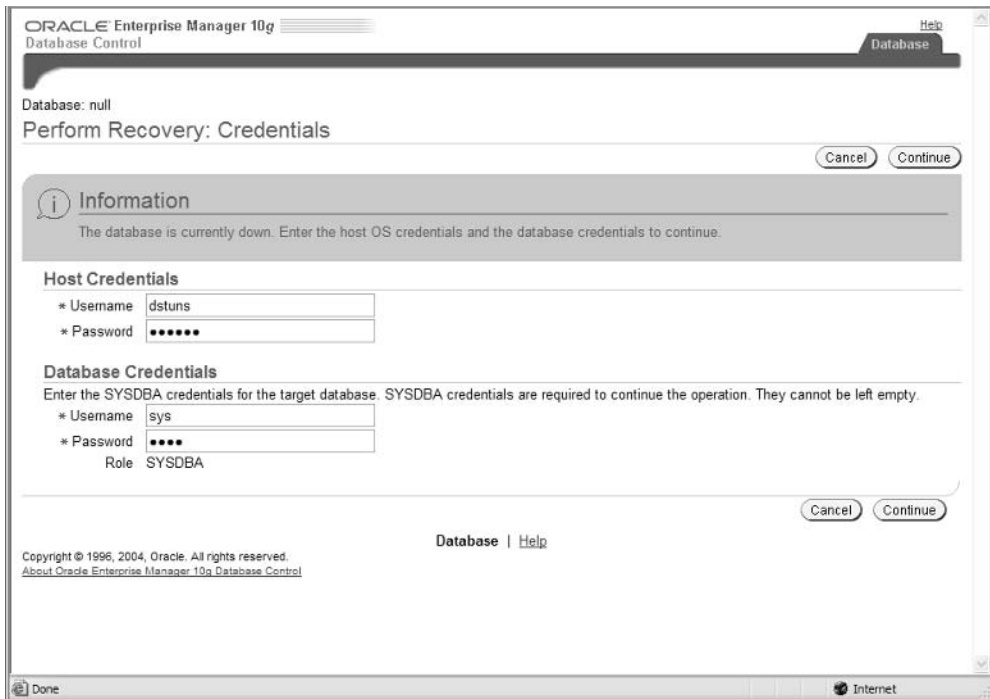 ORACLE Enterprise Manager 10g
Database Control
Help
Database
Database: null
Perform Recovery: Credentials
Cancel Continue
i Information
The database is currently down. Enter the host OS credentials and the database credentials to continue.
Host Credentials
* Username dstuns
* Password ••••••
Database Credentials
Enter the SYSDBA credentials for the target database. SYSDBA credentials are required to continue the operation. They cannot be left empty.
* Username sys
* Password ••••
Role SYSDBA
Cancel Continue
Database | Help
Copyright © 1996, 2004, Oracle. All rights reserved.
About Oracle Enterprise Manager 10g Database Control
Done Internet